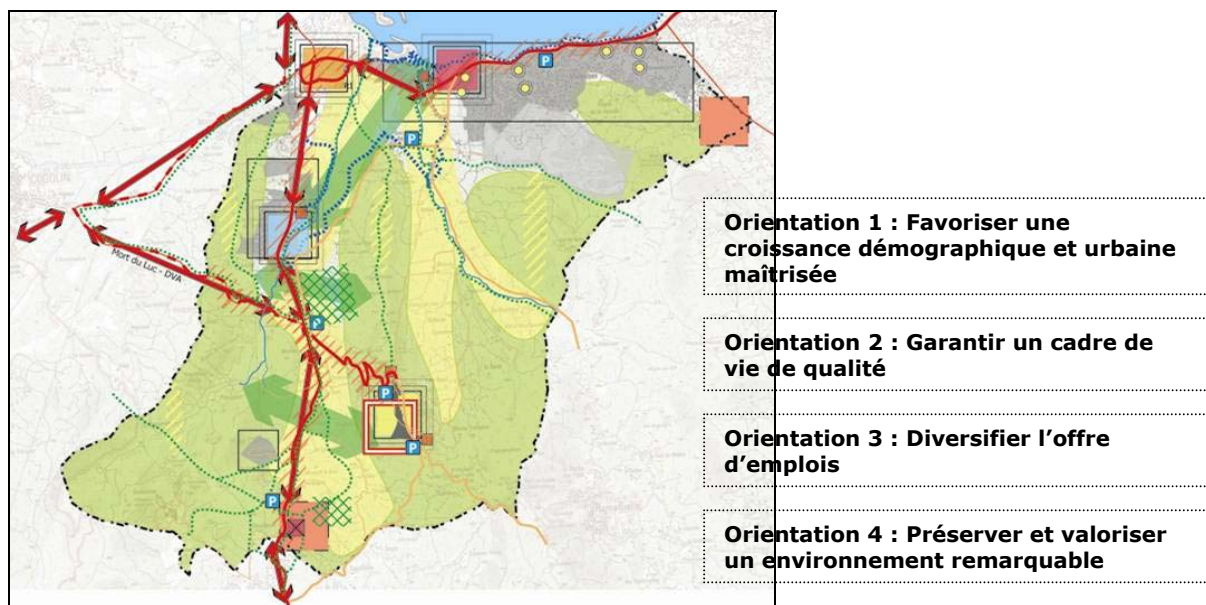 COGOLIN
Mort du Luc - DVA
P
P
P
P
P
P
Orientation 1 : Favoriser une
croissance démographique et urbaine
maîtrisée
Orientation 2 : Garantir un cadre de
vie de qualité
Orientation 3 : Diversifier l’offre
d’emplois
Orientation 4 : Préserver et valoriser
un environnement remarquable